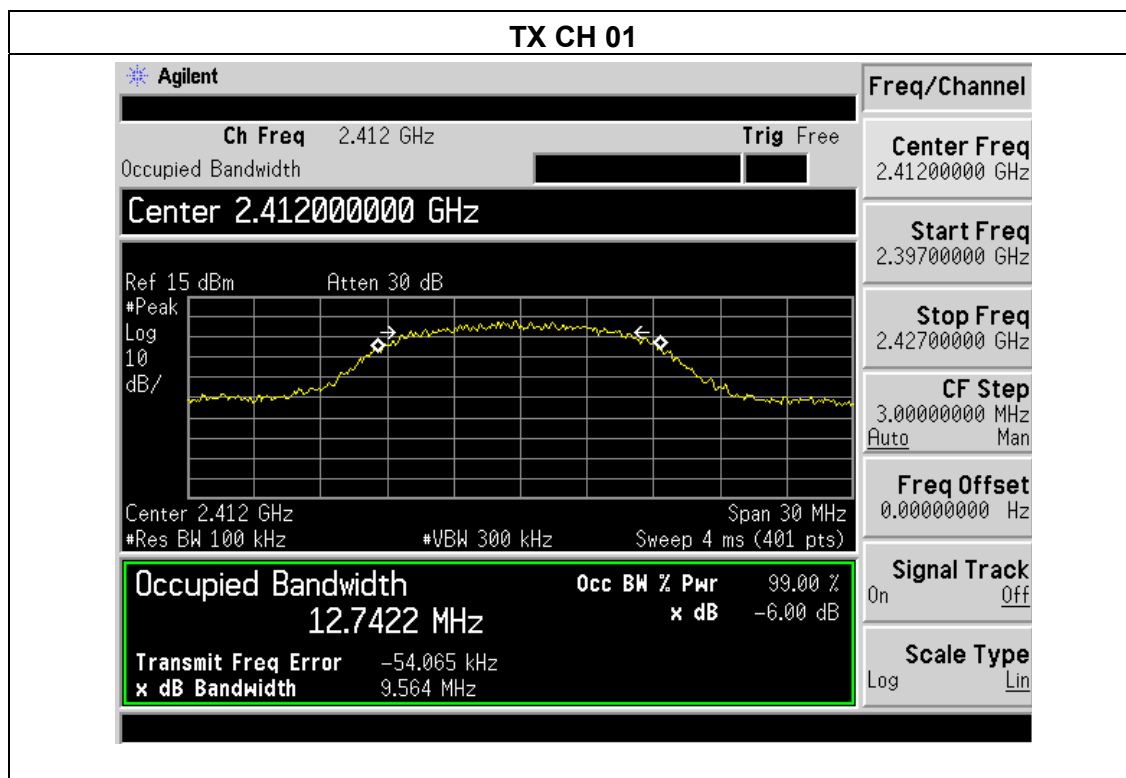 TX CH 01
Agilent
Ch Freq 2.412 GHz Trig Free
Occupied Bandwidth
Center 2.412000000 GHz
Ref 15 dBm Atten 30 dB
#Peak
Log
10
dB/
Center 2.412 GHz Span 30 MHz
#Res BW 100 kHz #VBW 300 kHz Sweep 4 ms (401 pts)
Occupied Bandwidth Occ BW % Pwr 99.00 %
12.7422 MHz x dB -6.00 dB
Transmit Freq Error -54.065 kHz
x dB Bandwidth 9.564 MHz
Freq/Channel
Center Freq
2.41200000 GHz
Start Freq
2.39700000 GHz
Stop Freq
2.42700000 GHz
CF Step
3.00000000 MHz
Auto Man
Freq Offset
0.00000000 Hz
Signal Track
On Off
Scale Type
Log Lin